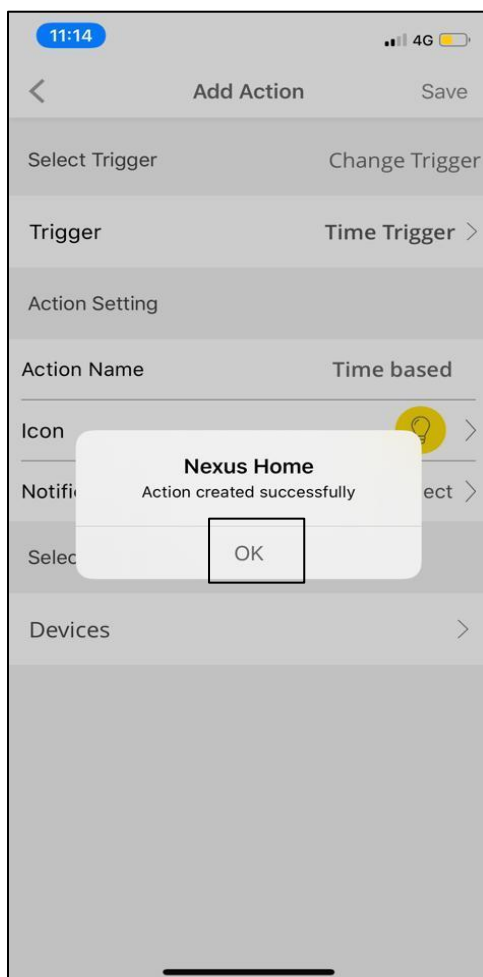 11:14
4G
Add Action
Save
Select Trigger
Change Trigger
Trigger
Time Trigger
Action Setting
Action Name
Time based
Icon
Nexus Home
Action created successfully
OK
Devices